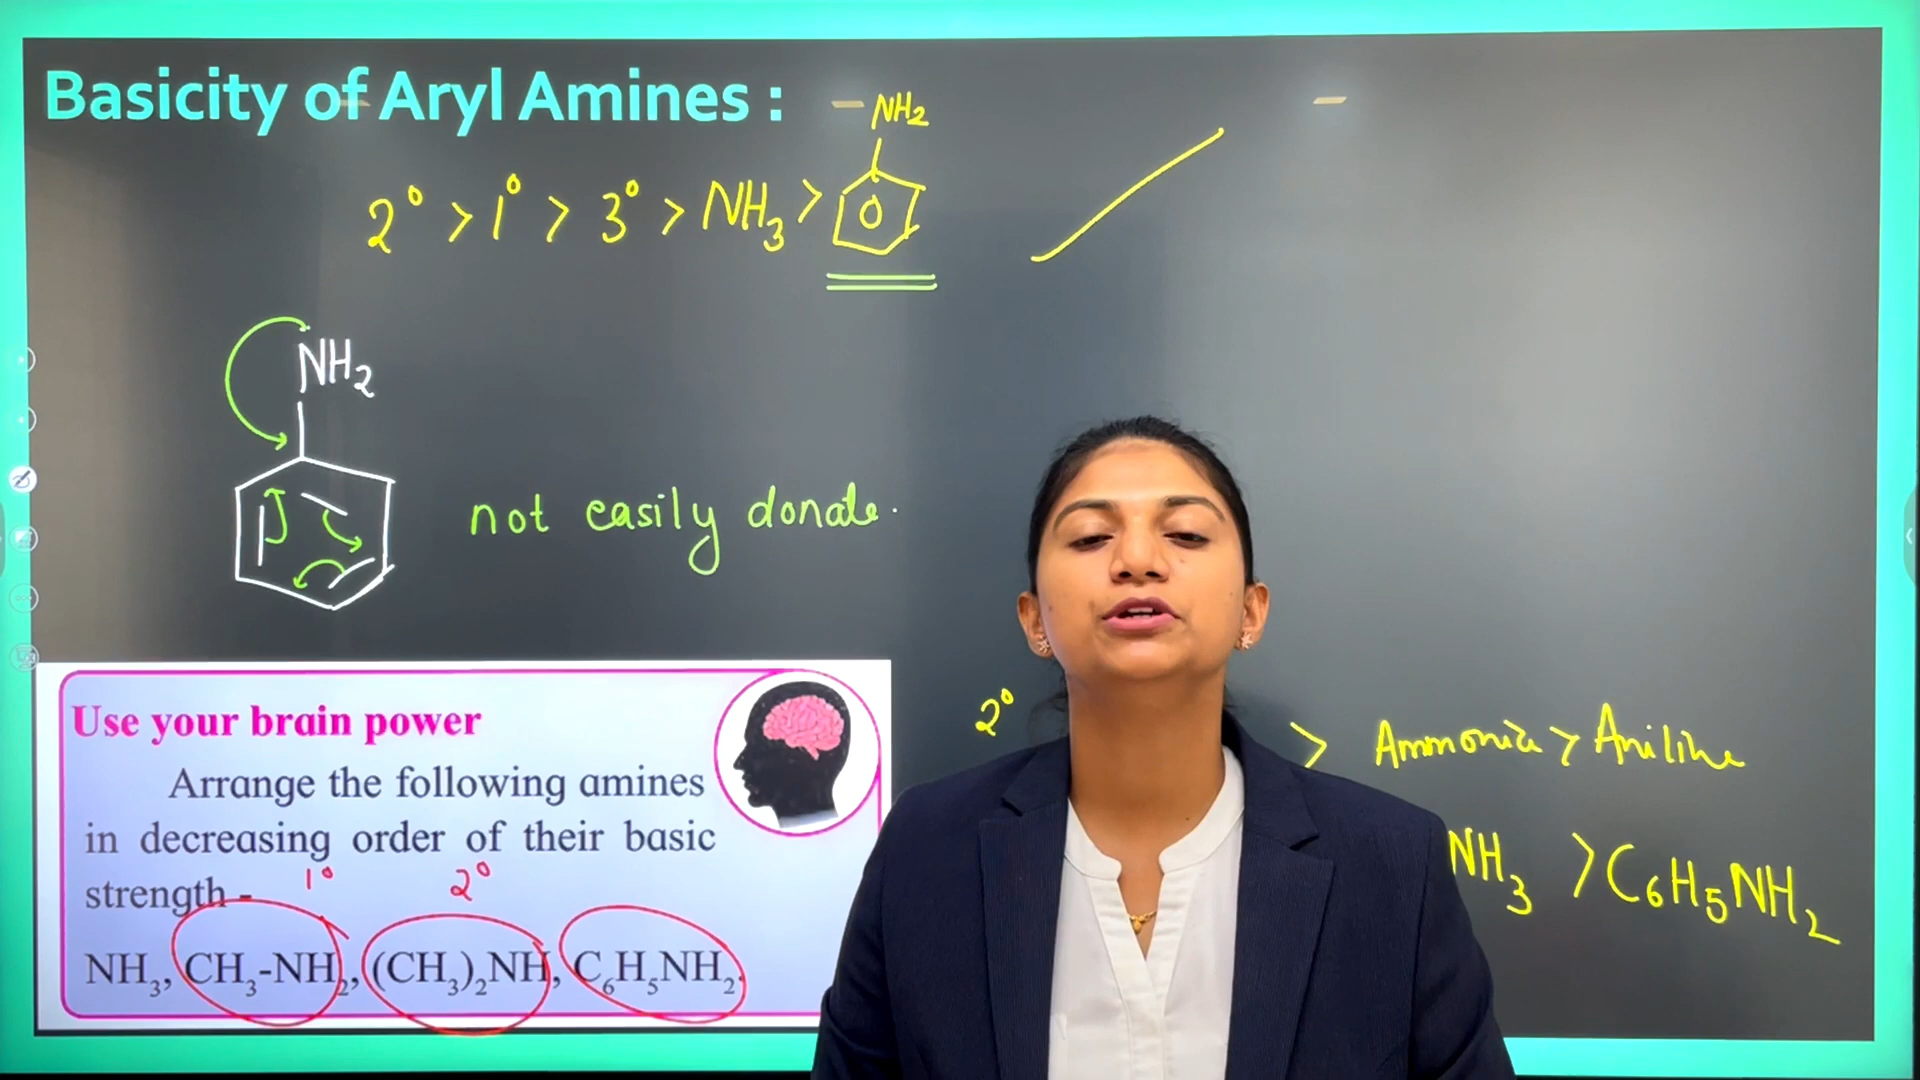 Basicity of Aryl Amines :
2° > 1° > 3° > NH₃ > NH₂
NH₂
not easily donate.
Use your brain power
Arrange the following amines
in decreasing order of their basic
strength -
1° 2°
NH₃, CH₃-NH₂, (CH₃)₂NH, C₆H₅NH₂.
2° > Ammonia > Aniline
NH₃ > C₆H₅NH₂